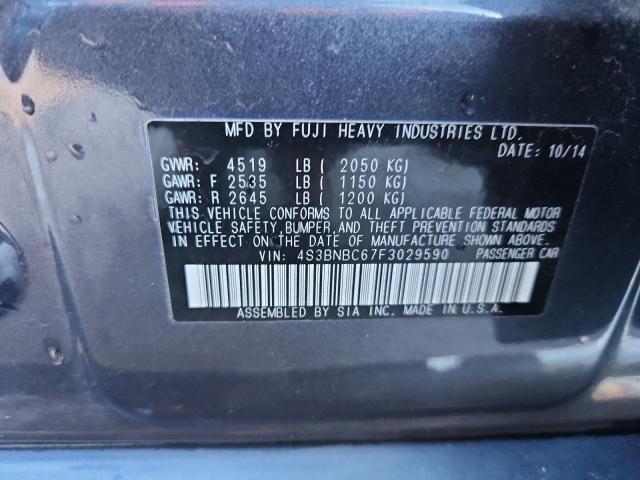 MFD BY FUJI HEAVY INDUSTRIES LTD.
DATE: 10/14
GVWR: 4519 LB ( 2050 KG)
GAWR: F 2535 LB ( 1150 KG)
GAWR: R 2645 LB ( 1200 KG)
THIS VEHICLE CONFORMS TO ALL APPLICABLE FEDERAL MOTOR
VEHICLE SAFETY, BUMPER, AND THEFT PREVENTION STANDARDS
IN EFFECT ON THE DATE OF MANUFACTURE SHOWN ABOVE.
VIN: 4S3BNBC67F3029590 PASSENGER CAR
ASSEMBLED BY SIA INC. MADE IN U.S.A.